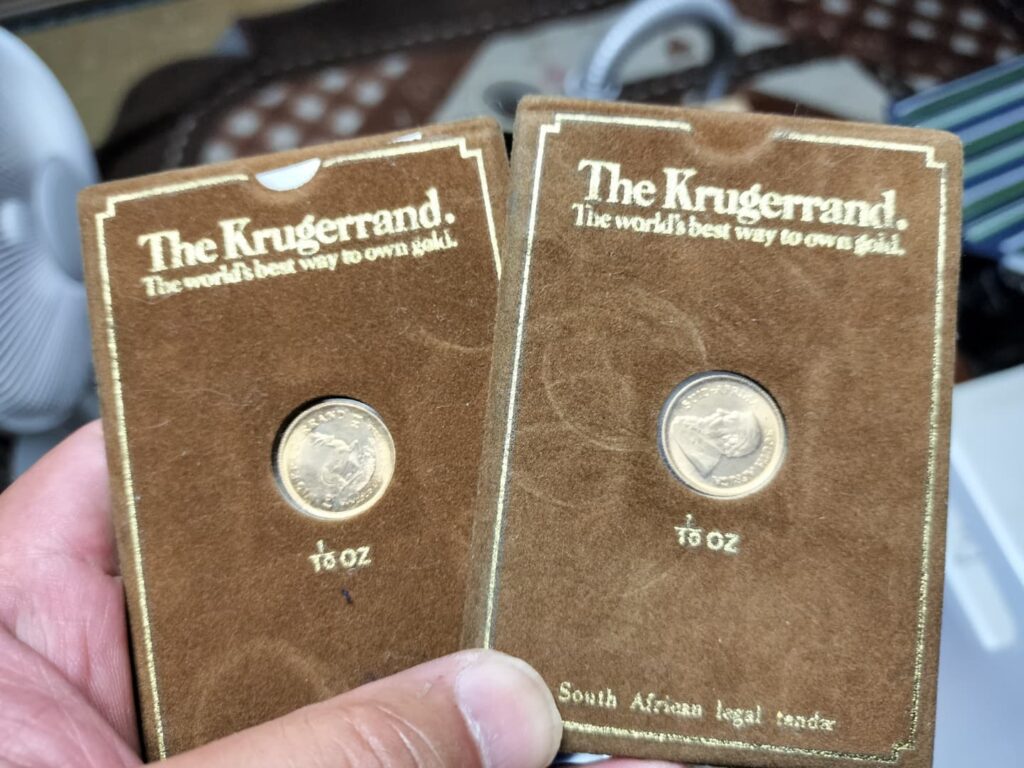 The Krugerrand.
The world's best way to own gold.
1/10 OZ
The Krugerrand.
The world's best way to own gold.
1/10 OZ
South African legal tender